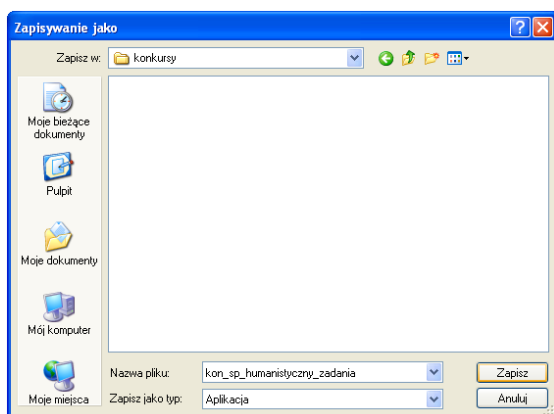 Zapisywanie jako
Zapisz w: konkursy
Moje bieżące
dokumenty
Pulpit
Moje dokumenty
Mój komputer
Moje miejsca
Nazwa pliku: kon_sp_humanistyczny_zadania Zapisz
Zapisz jako typ: Aplikacja Anuluj